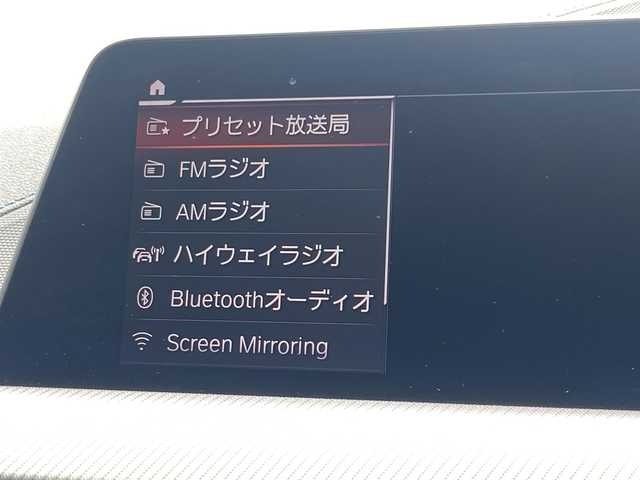 プリセット放送局
FMラジオ
AMラジオ
ハイウェイラジオ
Bluetoothオーディオ
Screen Mirroring